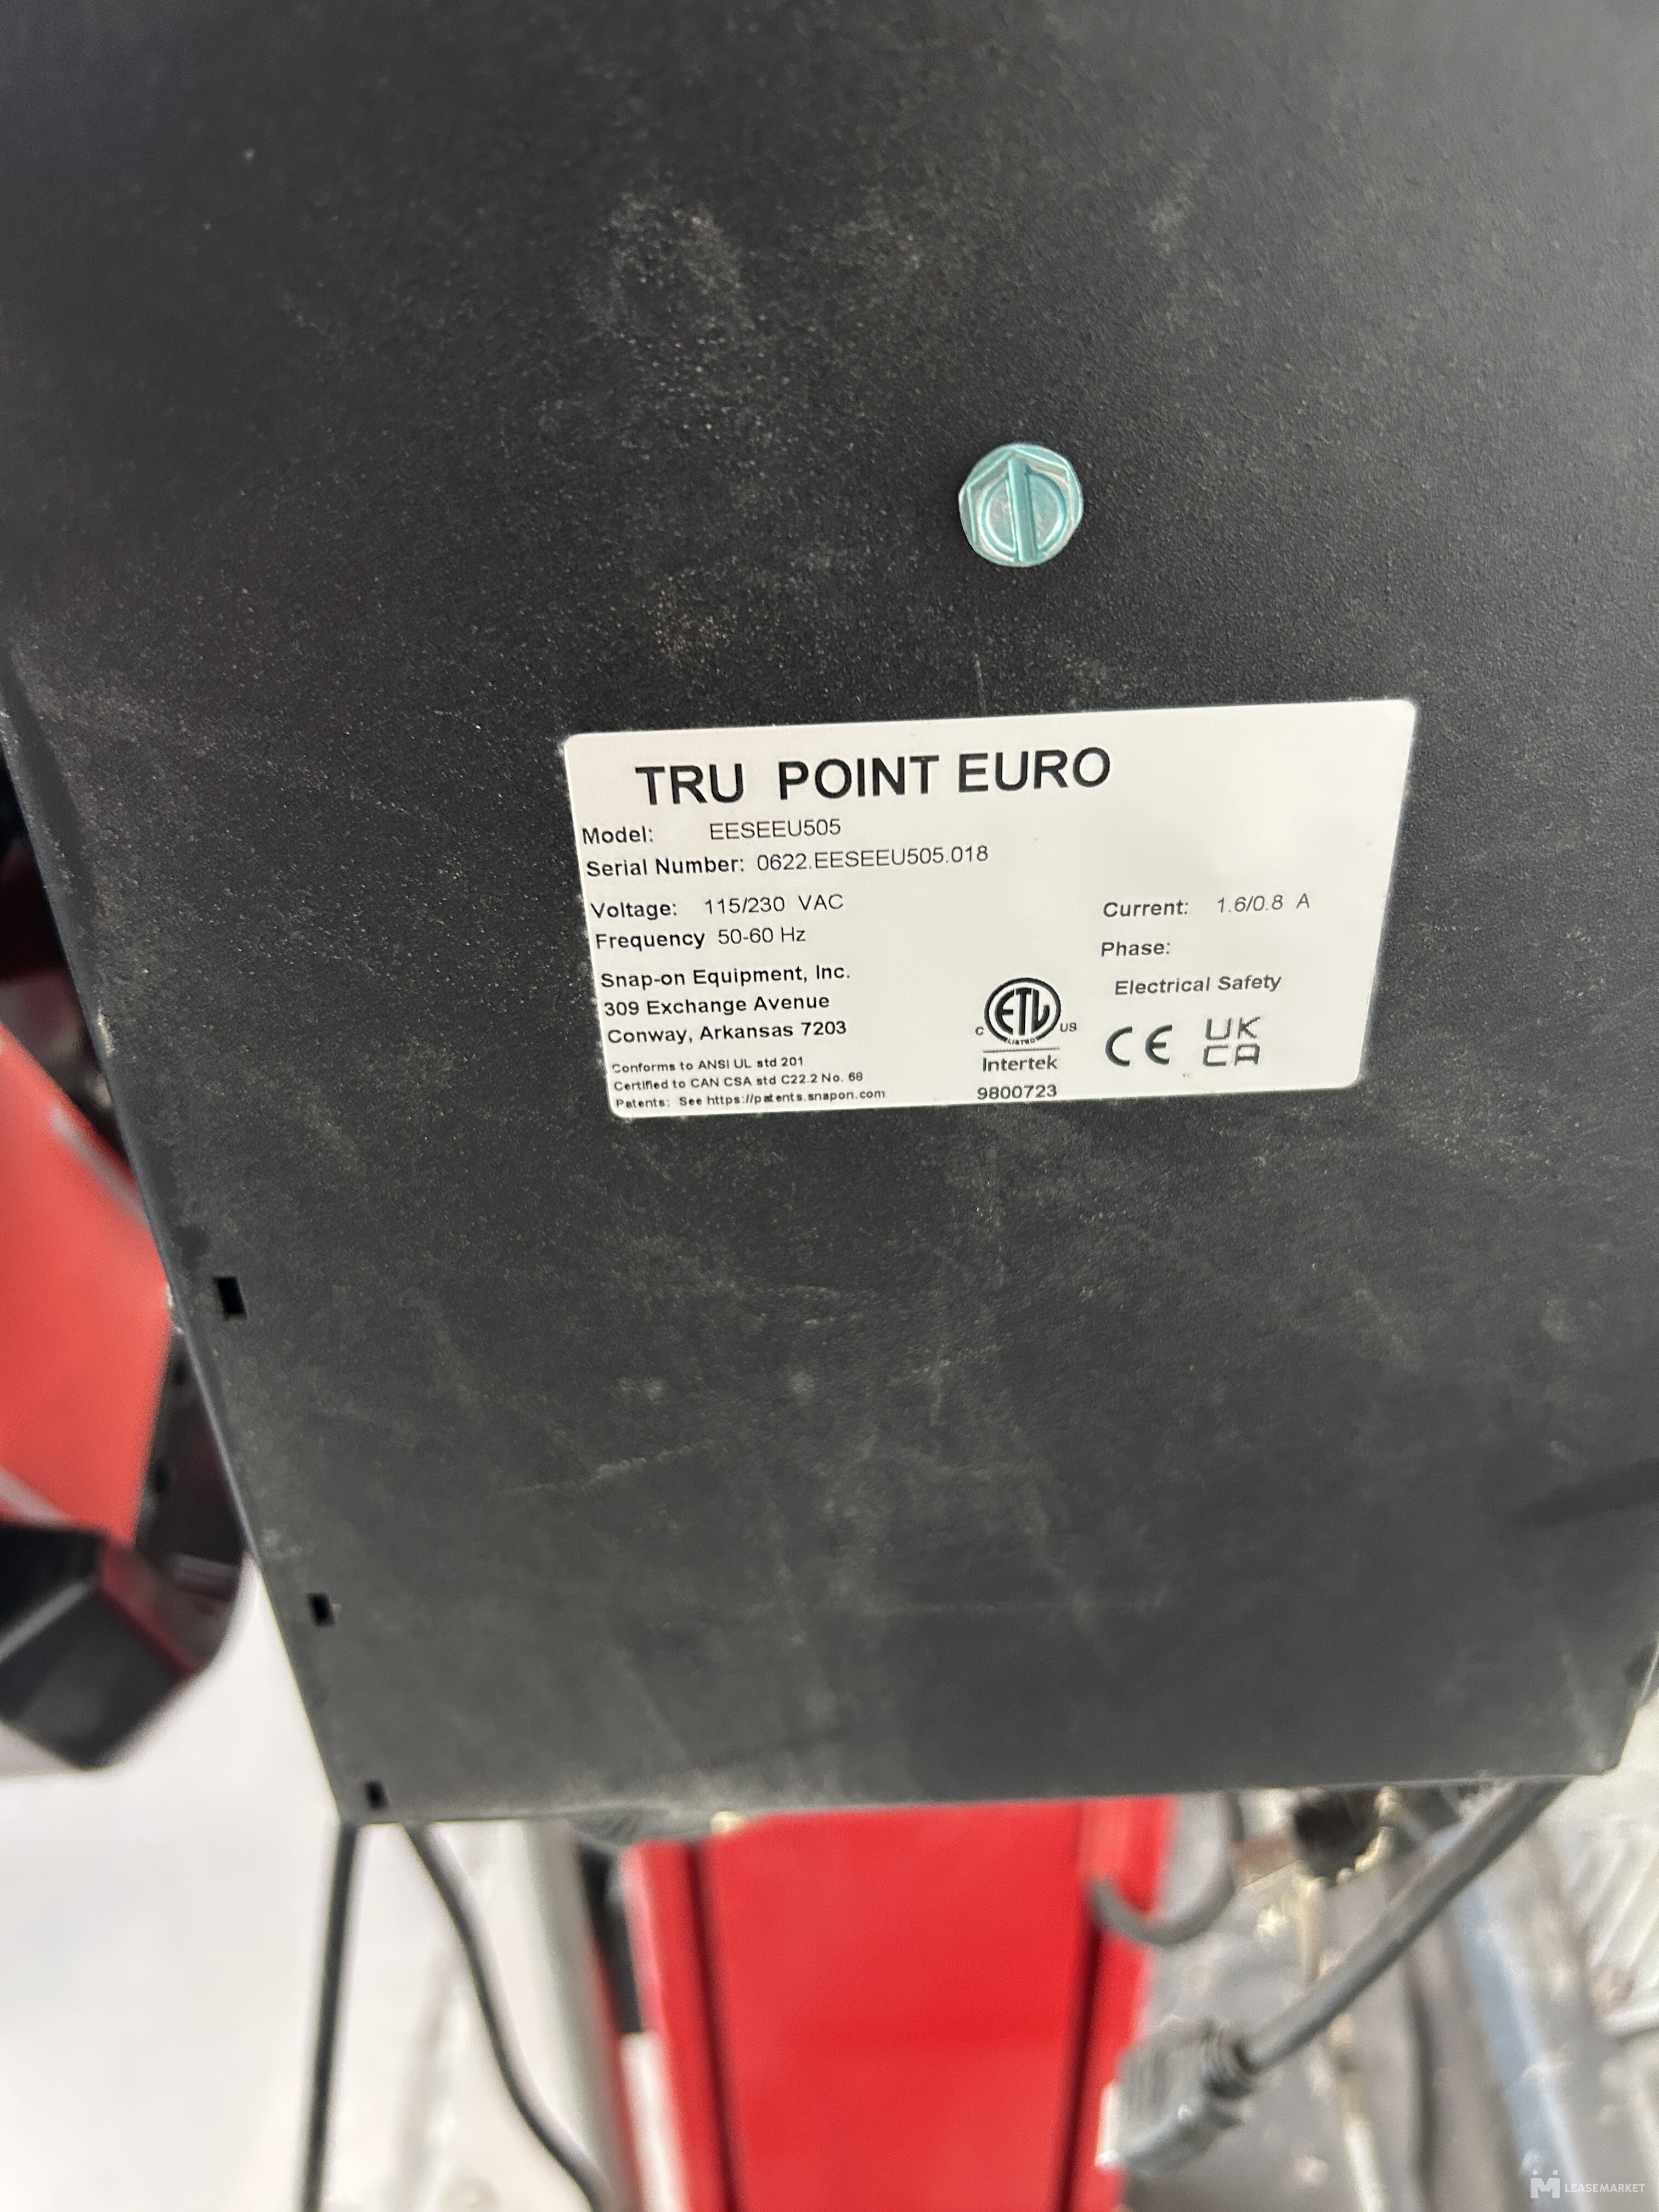 TRU POINT EURO
Model: EESEEU505
Serial Number: 0622.EESEEU505.018
Voltage: 115/230 VAC
Current: 1.6/0.8 A
Frequency 50-60 Hz
Phase:
Snap-on Equipment, Inc.
309 Exchange Avenue
Conway, Arkansas 7203
Electrical Safety
Conforms to ANSI UL std 201
Certified to CAN CSA std C22.2 No. 68
Patents: See https://patents.snapon.com
C ETL US
LISTED
Intertek
9800723
CE
UK
CA
LEASEMARKET